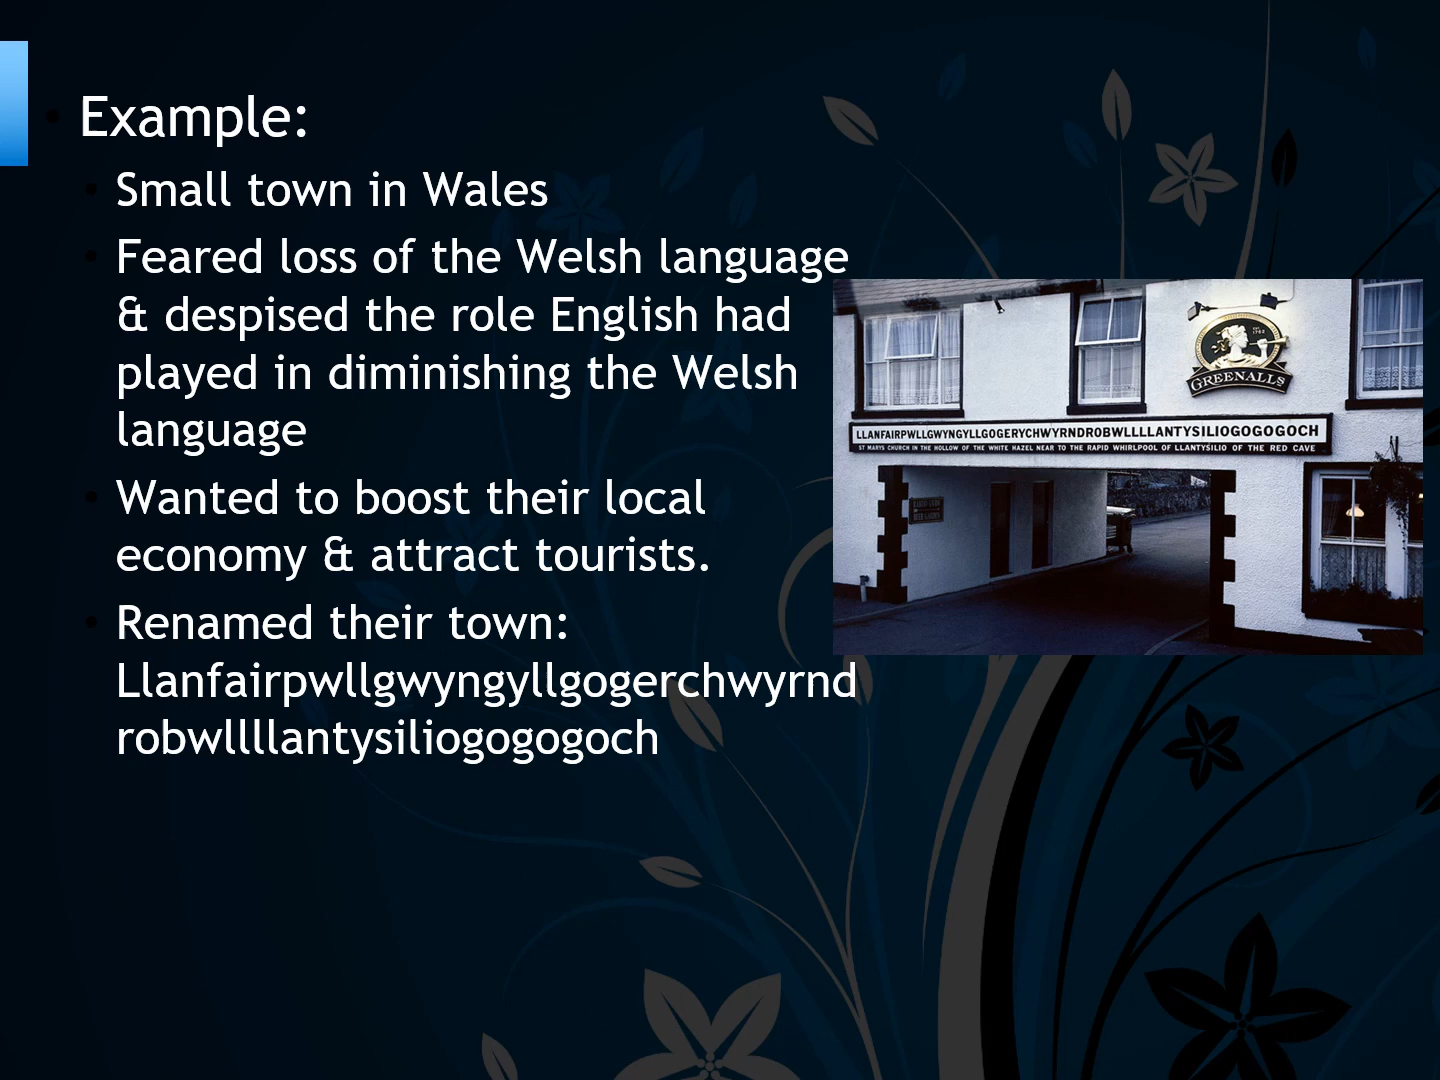 Example:
Small town in Wales
Feared loss of the Welsh language
& despised the role English had
played in diminishing the Welsh
language
Wanted to boost their local
economy & attract tourists.
Renamed their town:
Llanfairpwllgwyngyllgogerchwyrnd
robwllllantysiliogogogoch
GREENALLS
LLANFAIRPWLLGWYNGYLLGOGERYCHWYRNDROBWLLLLANTYSILIOGOGOGOCH
ST MARYS CHURCH IN THE HOLLOW OF THE WHITE HAZEL NEAR TO THE RAPID WHIRLPOOL OF LLANTYSILIO OF THE RED CAVE